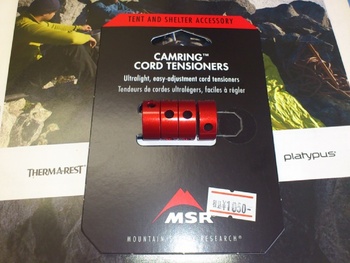 TENT AND SHELTER ACCESSORY
CAMRING™
CORD TENSIONERS
Ultralight, easy-adjustment cord tensioners
Tendeurs de cordes ultralégers, faciles à régler
THERM-A-REST
platypus®
MSR
MOUNTAIN RESEARCH®